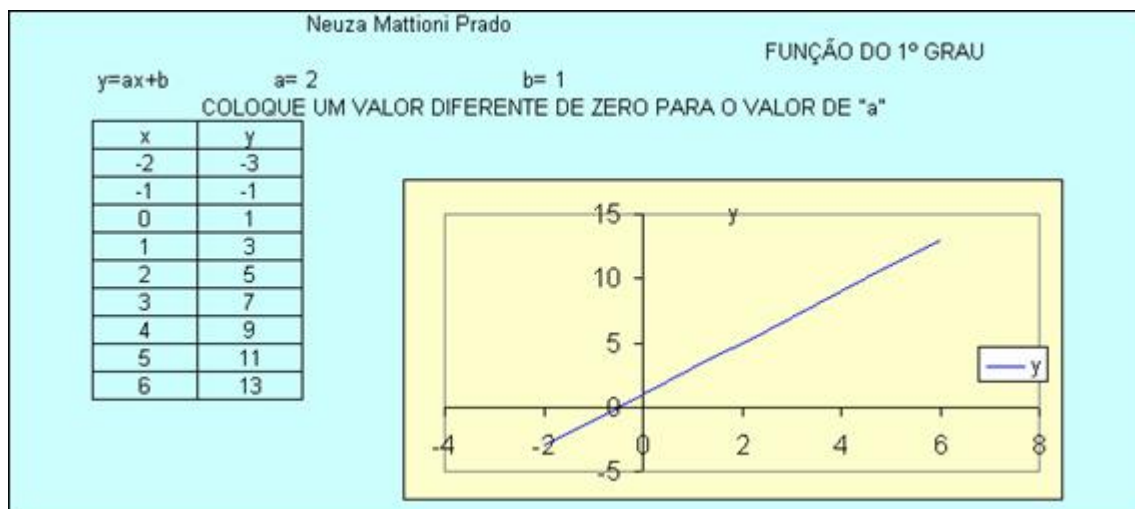 Neuza Mattioni Prado
FUNÇÃO DO 1º GRAU
y=ax+b a= 2 b= 1
COLOQUE UM VALOR DIFERENTE DE ZERO PARA O VALOR DE "a"
x y
-2 -3
-1 -1
0 1
1 3
2 5
3 7
4 9
5 11
6 13
y
15
10
5
0
-5
-4 -2 0 2 4 6 8
y